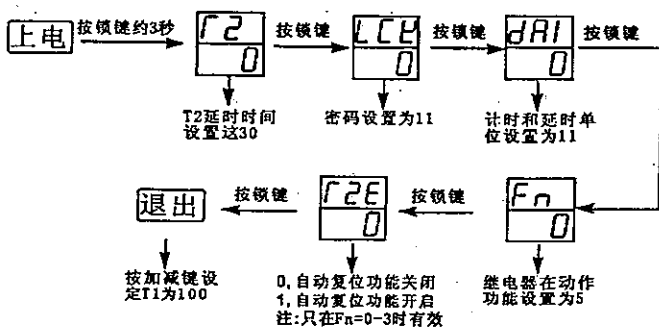 上电
按锁键约3秒
T2
0
按锁键
LCK
0
按锁键
dAI
0
按锁键
T2延时时间
设置这30
密码设置为11
计时和延时单
位设置为11
退出
按锁键
T2E
0
按锁键
Fn
0
按加减键设
定T1为100
0,自动复位功能关闭
1,自动复位功能开启
注:只在Fn=0-3时有效
继电器在动作
功能设置为5